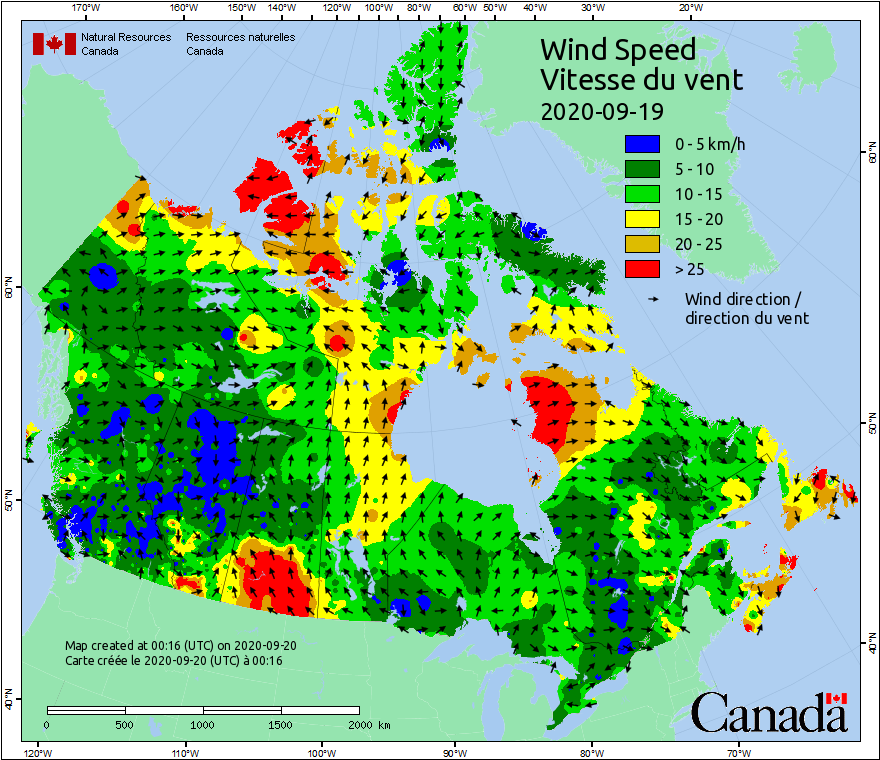 170°W 160°W 150°W 140°W 120°W 100°W 80°W 60°W 50°W 40°W 30°W 20°W
Natural Resources Ressources naturelles
Canada Canada
Wind Speed
Vitesse du vent
2020-09-19
0 - 5 km/h
5 - 10
10 - 15
15 - 20
20 - 25
> 25
Wind direction /
direction du vent
60°N
60°N
50°N
50°N
40°N
40°N
Map created at 00:16 (UTC) on 2020-09-20
Carte créée le 2020-09-20 (UTC) à 00:16
0 500 1000 1500 2000 km
Canada
120°W 110°W 100°W 90°W 80°W 70°W